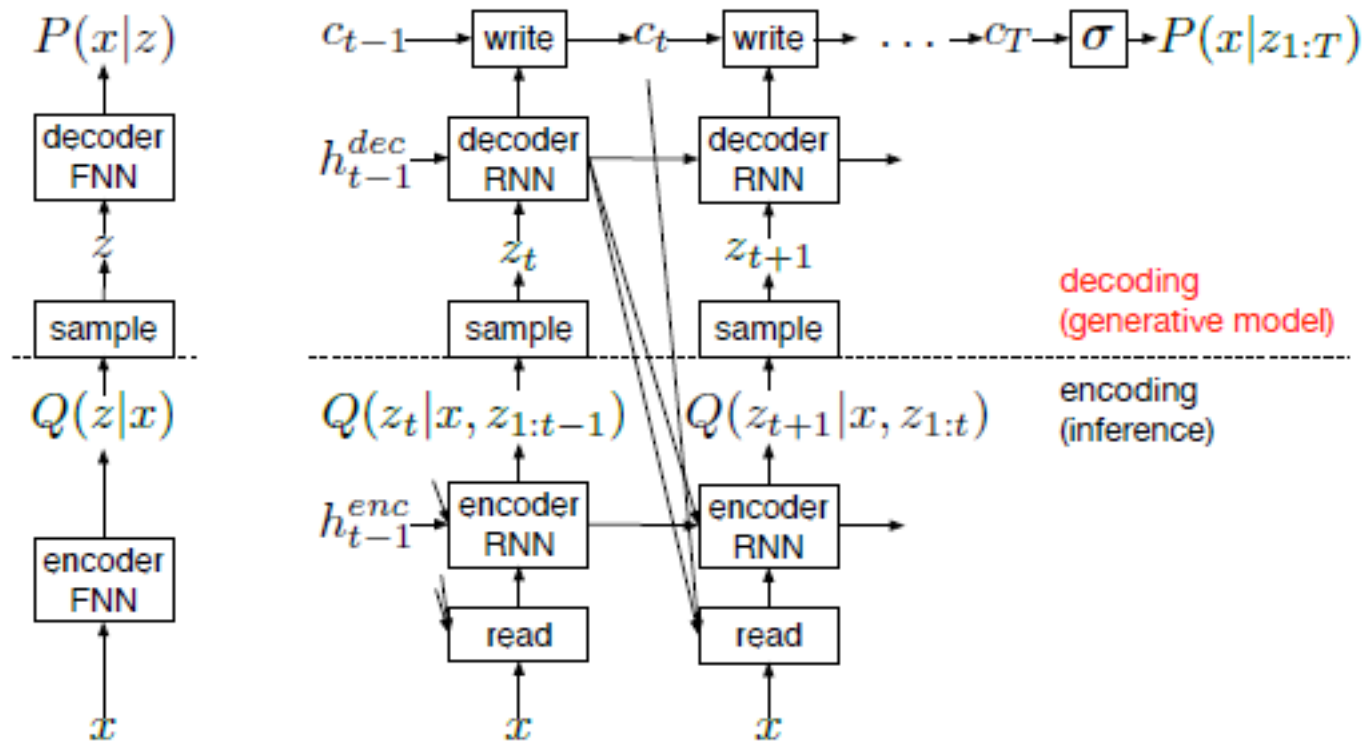 P(x|z)
decoder
FNN
z
sample
Q(z|x)
encoder
FNN
x
c_{t-1} write c_t write ... c_T σ P(x|z_{1:T})
h_{t-1}^{dec} decoder RNN decoder RNN
z_t z_{t+1}
sample sample
decoding
(generative model)
Q(z_t|x, z_{1:t-1}) Q(z_{t+1}|x, z_{1:t})
encoding
(inference)
h_{t-1}^{enc} encoder RNN encoder RNN
read read
x x